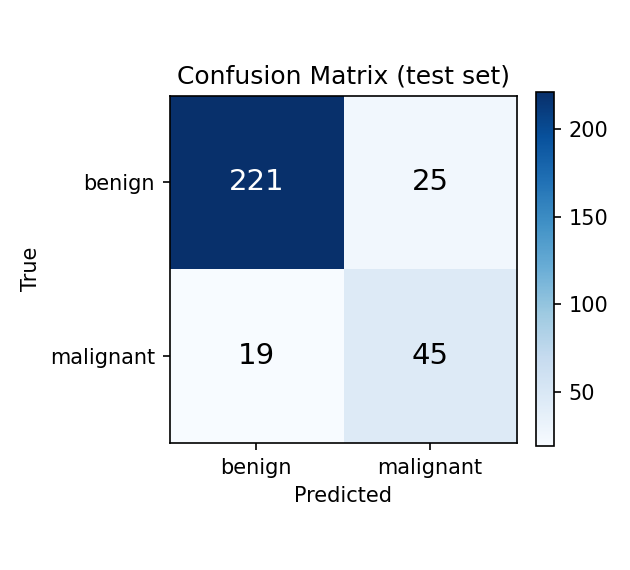 Confusion Matrix (test set)
True
benign
221
25
malignant
19
45
benign
malignant
Predicted
200
150
100
50